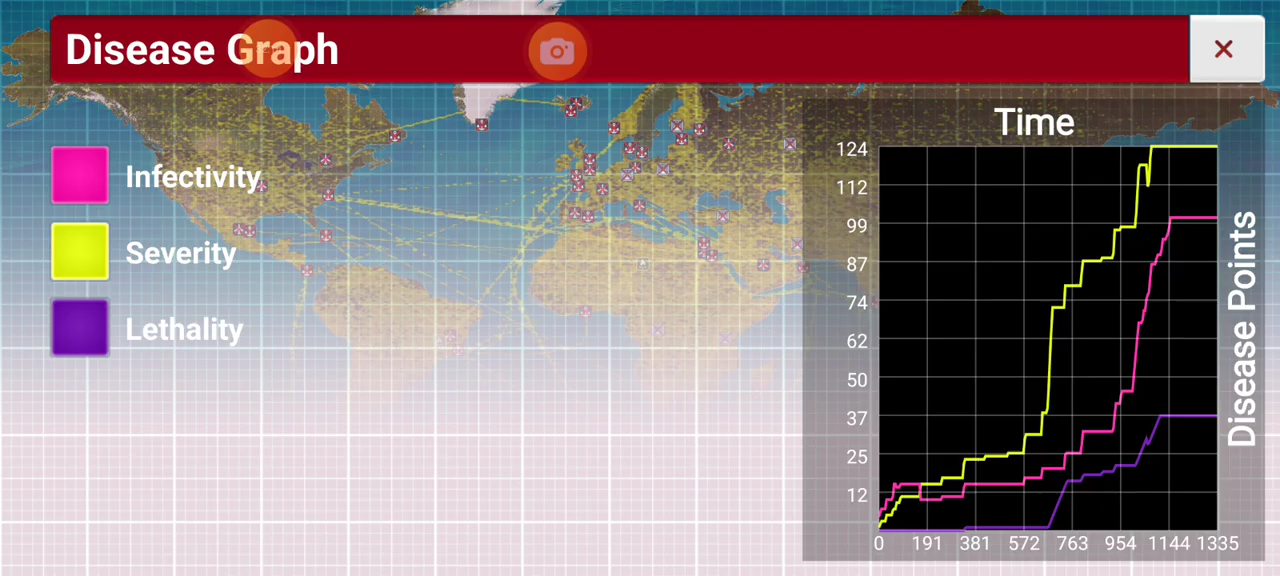 Disease Graph
×
Infectivity
Severity
Lethality
Time
124
112
99
87
74
62
50
37
25
12
0 191 381 572 763 954 1144 1335
Disease Points